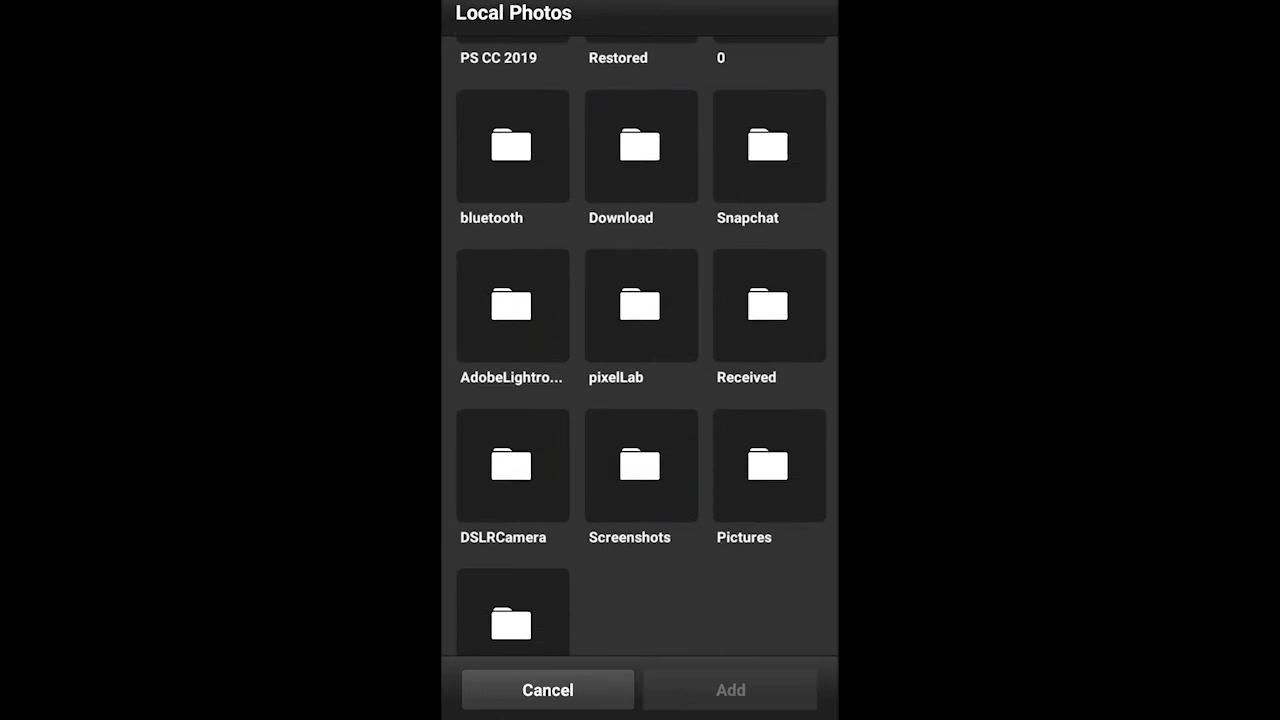 Local Photos
PS CC 2019 Restored 0
bluetooth Download Snapchat
AdobeLightro... pixelLab Received
DSLRCamera Screenshots Pictures
Cancel Add